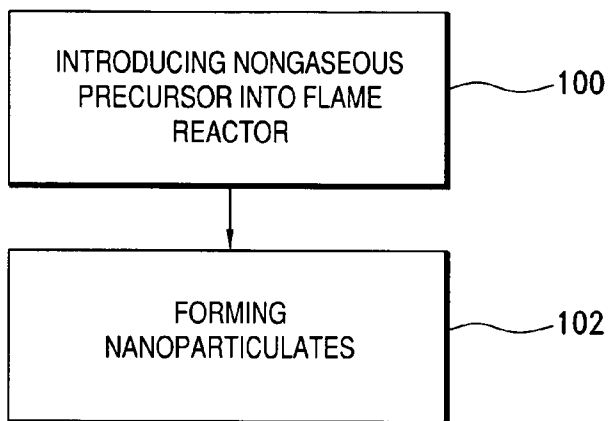 INTRODUCING NONGASEOUS
PRECURSOR INTO FLAME
REACTOR
100
FORMING
NANOPARTICULATES
102